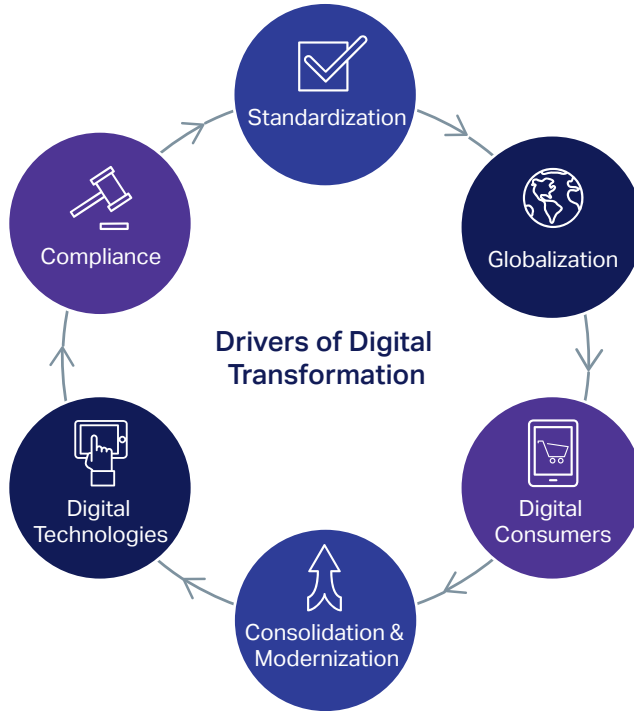 Standardization
Globalization
Digital
Consumers
Consolidation &
Modernization
Digital
Technologies
Compliance
Drivers of Digital
Transformation